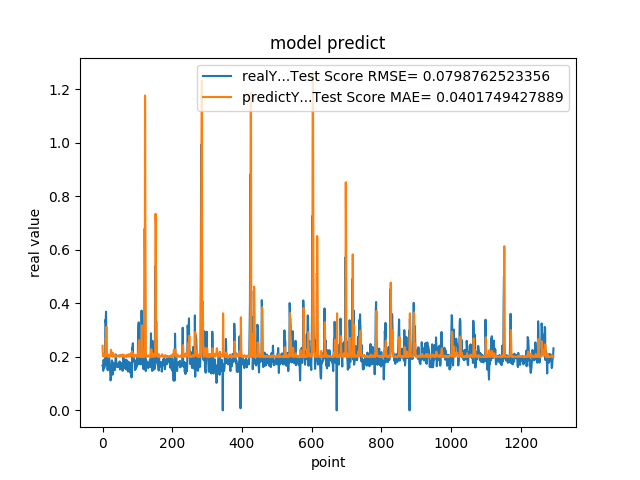 model predict
realY...Test Score RMSE= 0.0798762523356
predictY...Test Score MAE= 0.0401749427889
real value
1.2
1.0
0.8
0.6
0.4
0.2
0.0
0 200 400 600 800 1000 1200
point